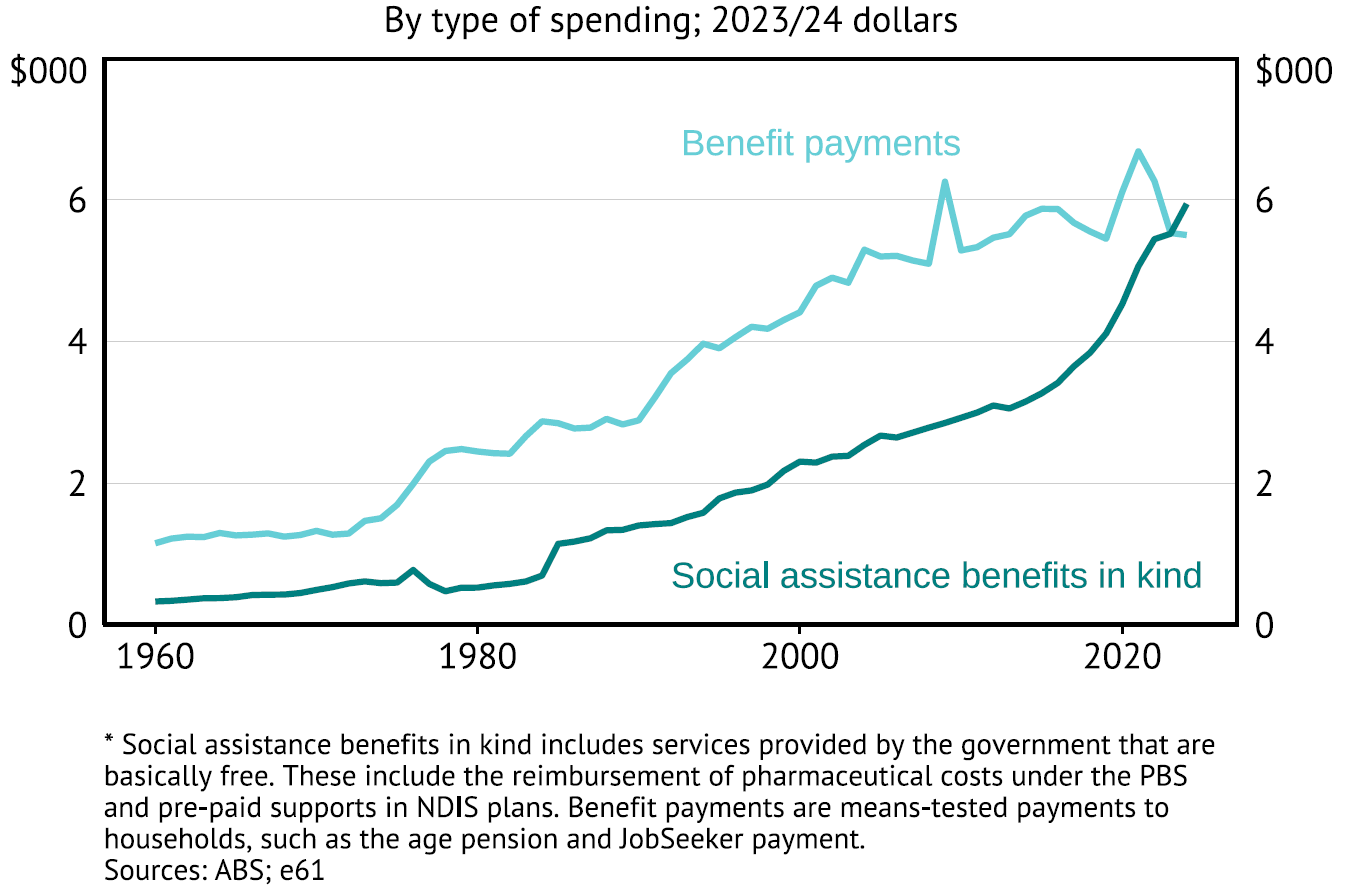 By type of spending; 2023/24 dollars
$000 $000
Benefit payments
6 6
4 4
2 2
Social assistance benefits in kind
0 0
1960 1980 2000 2020
* Social assistance benefits in kind includes services provided by the government that are
basically free. These include the reimbursement of pharmaceutical costs under the PBS
and pre-paid supports in NDIS plans. Benefit payments are means-tested payments to
households, such as the age pension and JobSeeker payment.
Sources: ABS; e61